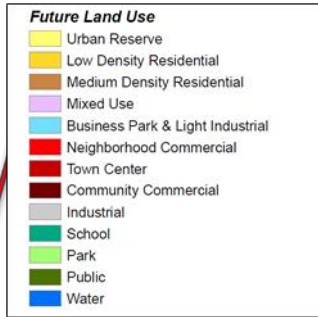 Future Land Use
Urban Reserve
Low Density Residential
Medium Density Residential
Mixed Use
Business Park & Light Industrial
Neighborhood Commercial
Town Center
Community Commercial
Industrial
School
Park
Public
Water